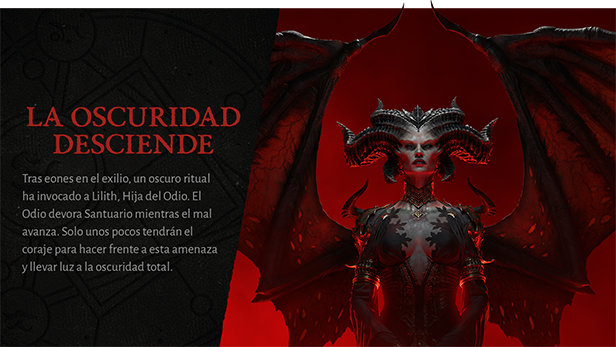 LA OSCURIDAD
DESCIENDE
Tras eones en el exilio, un oscuro ritual
ha invocado a Lilith, Hija del Odio. El
Odio devora Santuario mientras el mal
avanza. Solo unos pocos tendrán el
coraje para hacer frente a esta amenaza
y llevar luz a la oscuridad total.